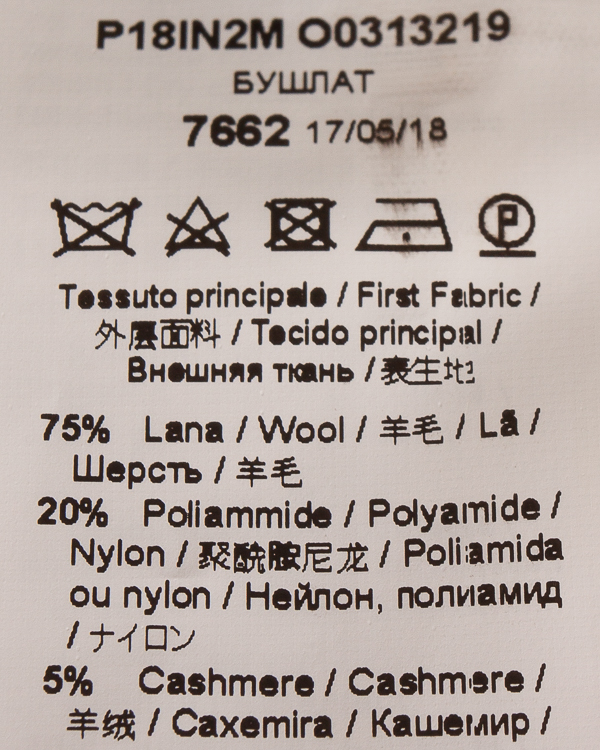 P18IN2M O0313219
БУШЛАТ
7662 17/05/18
P
Tessuto principale / First Fabric /
外层面料 / Tecido principal /
Внешняя ткань / 表生地
75% Lana / Wool / 羊毛 / Lã /
Шерсть / 羊毛
20% Poliammide / Polyamide /
Nylon / 聚酰胺尼龙 / Poliamida
ou nylon / Нейлон, полиамид
/ ナイロン
5% Cashmere / Cashmere /
羊绒 / Caxemira / Кашемир /